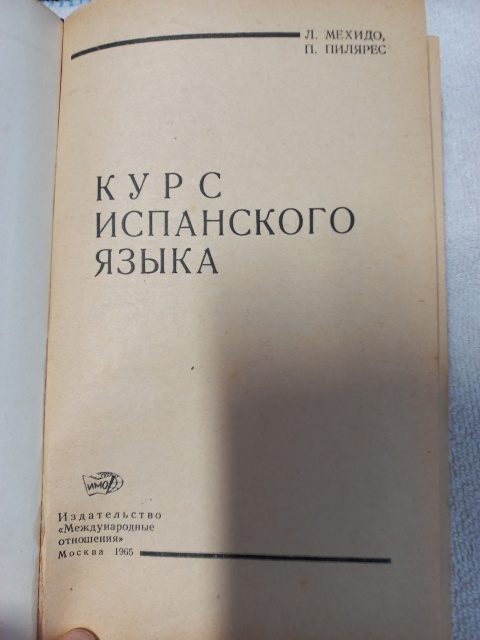 Л. МЕХИДО,
П. ПИЛЯРЕС
КУРС
ИСПАНСКОГО
ЯЗЫКА
ИМО
Издательство
«Международные
отношения»
Москва 1965